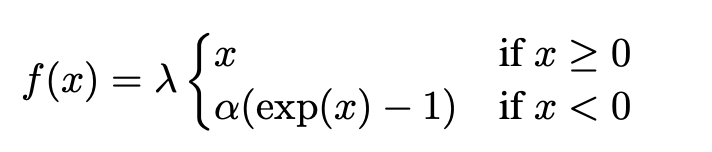 f(x) = λ { x if x ≥ 0
α(exp(x) − 1) if x < 0